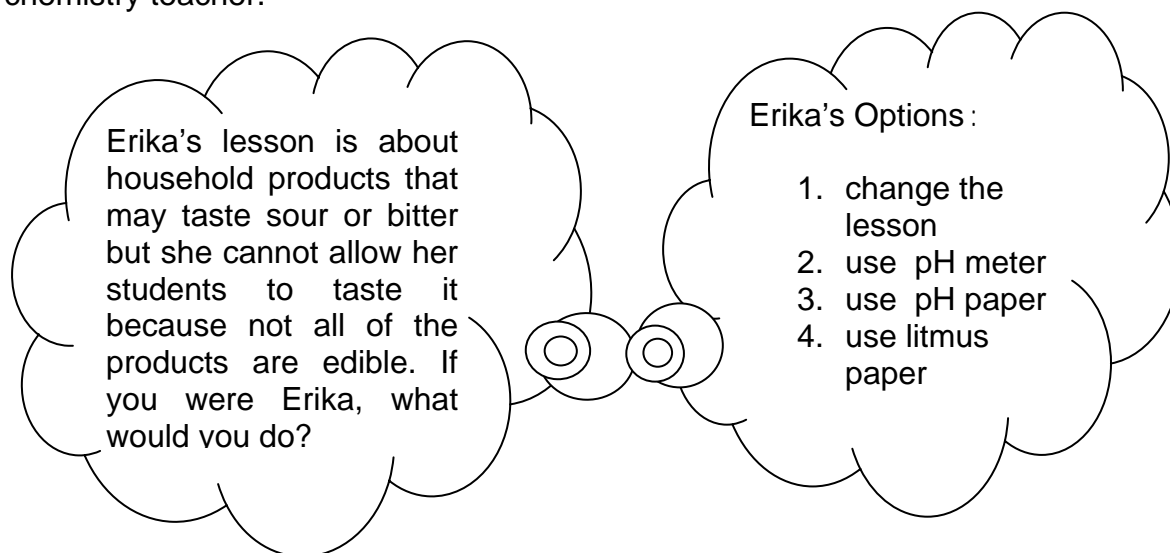 chemistry teacher.
Erika’s lesson is about
household products that
may taste sour or bitter
but she cannot allow her
students to taste it
because not all of the
products are edible. If
you were Erika, what
would you do?
Erika’s Options :
1. change the
lesson
2. use pH meter
3. use pH paper
4. use litmus
paper